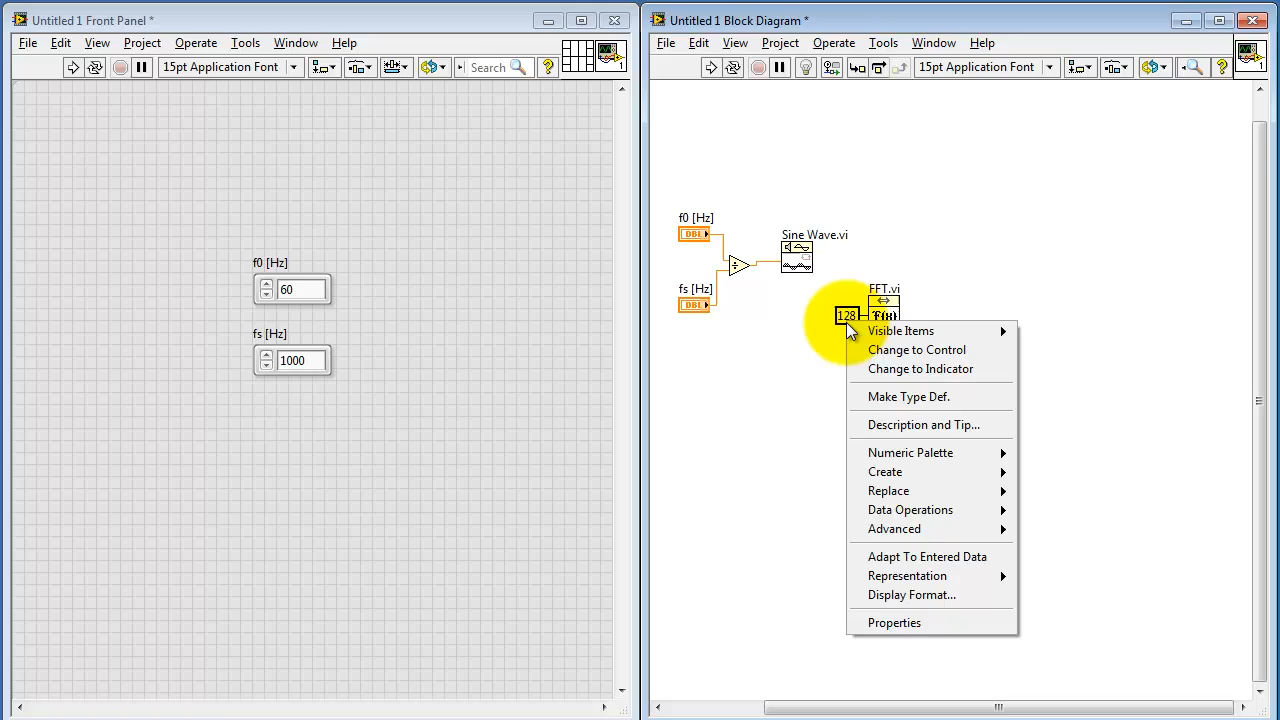 Untitled 1 Front Panel *
File Edit View Project Operate Tools Window Help
15pt Application Font
Search
?
1
f0 [Hz]
60
fs [Hz]
1000
Untitled 1 Block Diagram *
File Edit View Project Operate Tools Window Help
15pt Application Font
?
1
f0 [Hz]
DBL
Sine Wave.vi
fs [Hz]
DBL
FFT.vi
128
F(x)
Visible Items
Change to Control
Change to Indicator
Make Type Def.
Description and Tip...
Numeric Palette
Create
Replace
Data Operations
Advanced
Adapt To Entered Data
Representation
Display Format...
Properties